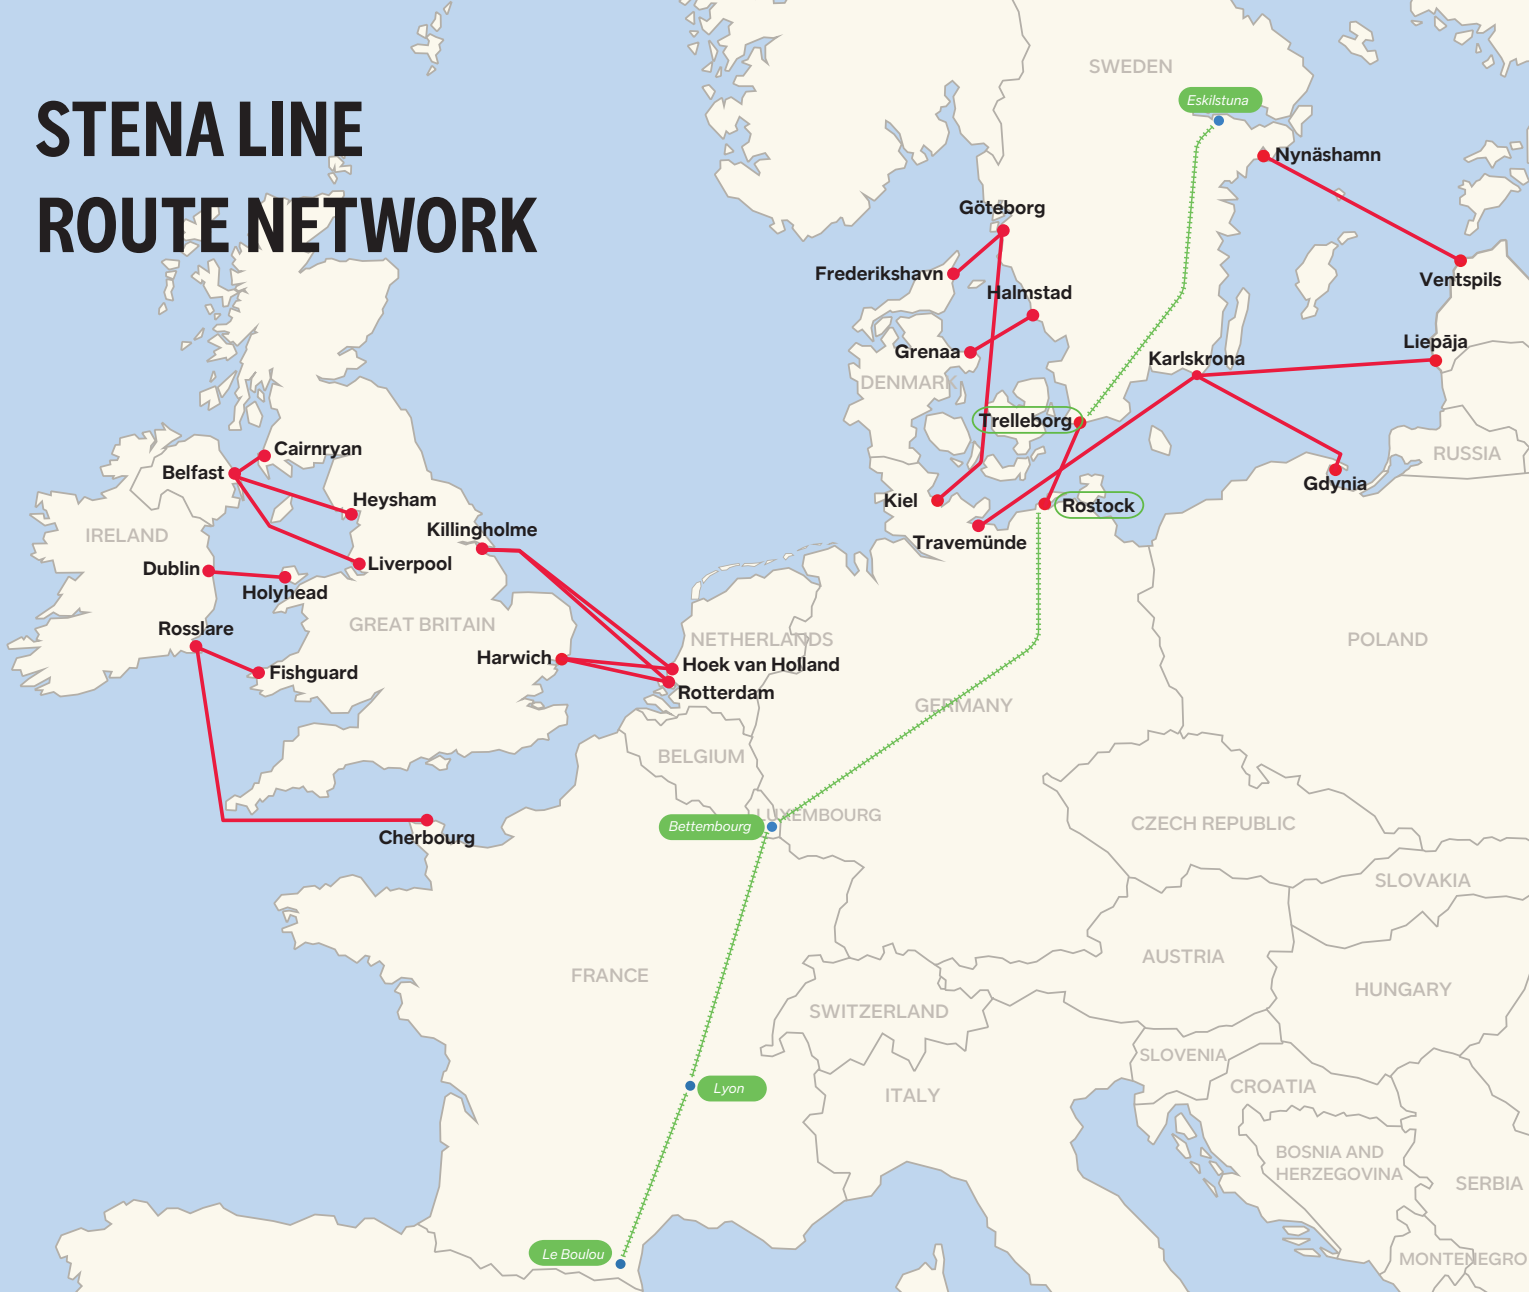 STENA LINE
ROUTE NETWORK
SWEDEN
Eskilstuna
Nynäshamn
Göteborg
Frederikshavn
Ventspils
Halmstad
Liepāja
Grenaa
Karlskrona
DENMARK
Trelleborg
Cairnryan
RUSSIA
Belfast
Gdynia
Heysham
Kiel
Rostock
Killingholme
IRELAND
Travemünde
Liverpool
Dublin
Holyhead
GREAT BRITAIN
Rosslare
NETHERLANDS
POLAND
Harwich
Hoek van Holland
Fishguard
Rotterdam
GERMANY
BELGIUM
LUXEMBOURG
CZECH REPUBLIC
Bettembourg
Cherbourg
SLOVAKIA
AUSTRIA
FRANCE
HUNGARY
SWITZERLAND
SLOVENIA
CROATIA
Lyon
ITALY
BOSNIA AND
HERZEGOVINA
SERBIA
Le Boulou
MONTENEGRO